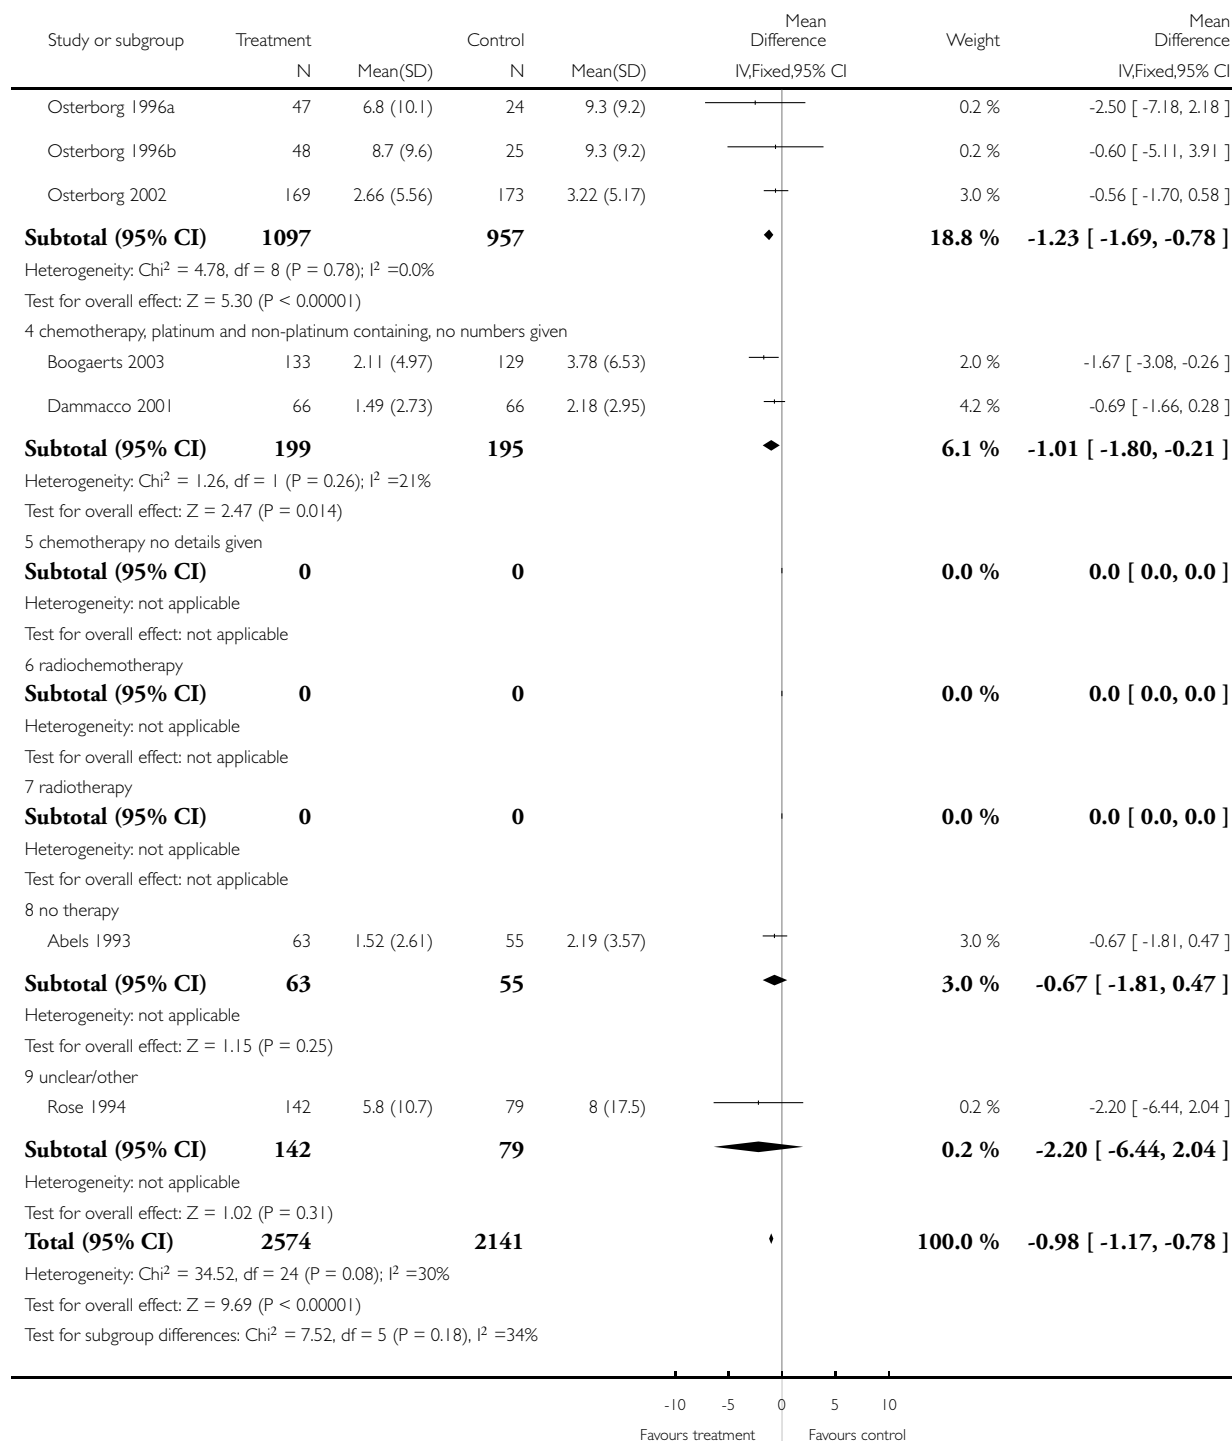 Study or subgroup Treatment Control Mean Difference Weight Mean Difference
N Mean(SD) N Mean(SD) IV,Fixed,95% CI IV,Fixed,95% CI
Osterborg 1996a 47 6.8 (10.1) 24 9.3 (9.2) 0.2 % -2.50 [ -7.18, 2.18 ]
Osterborg 1996b 48 8.7 (9.6) 25 9.3 (9.2) 0.2 % -0.60 [ -5.11, 3.91 ]
Osterborg 2002 169 2.66 (5.56) 173 3.22 (5.17) 3.0 % -0.56 [ -1.70, 0.58 ]
Subtotal (95% CI) 1097 957 18.8 % -1.23 [ -1.69, -0.78 ]
Heterogeneity: Chi² = 4.78, df = 8 (P = 0.78); I² =0.0%
Test for overall effect: Z = 5.30 (P < 0.00001)
4 chemotherapy, platinum and non-platinum containing, no numbers given
Boogaerts 2003 133 2.11 (4.97) 129 3.78 (6.53) 2.0 % -1.67 [ -3.08, -0.26 ]
Dammacco 2001 66 1.49 (2.73) 66 2.18 (2.95) 4.2 % -0.69 [ -1.66, 0.28 ]
Subtotal (95% CI) 199 195 6.1 % -1.01 [ -1.80, -0.21 ]
Heterogeneity: Chi² = 1.26, df = 1 (P = 0.26); I² =21%
Test for overall effect: Z = 2.47 (P = 0.014)
5 chemotherapy no details given
Subtotal (95% CI) 0 0 0.0 % 0.0 [ 0.0, 0.0 ]
Heterogeneity: not applicable
Test for overall effect: not applicable
6 radiochemotherapy
Subtotal (95% CI) 0 0 0.0 % 0.0 [ 0.0, 0.0 ]
Heterogeneity: not applicable
Test for overall effect: not applicable
7 radiotherapy
Subtotal (95% CI) 0 0 0.0 % 0.0 [ 0.0, 0.0 ]
Heterogeneity: not applicable
Test for overall effect: not applicable
8 no therapy
Abels 1993 63 1.52 (2.61) 55 2.19 (3.57) 3.0 % -0.67 [ -1.81, 0.47 ]
Subtotal (95% CI) 63 55 3.0 % -0.67 [ -1.81, 0.47 ]
Heterogeneity: not applicable
Test for overall effect: Z = 1.15 (P = 0.25)
9 unclear/other
Rose 1994 142 5.8 (10.7) 79 8 (17.5) 0.2 % -2.20 [ -6.44, 2.04 ]
Subtotal (95% CI) 142 79 0.2 % -2.20 [ -6.44, 2.04 ]
Heterogeneity: not applicable
Test for overall effect: Z = 1.02 (P = 0.31)
Total (95% CI) 2574 2141 100.0 % -0.98 [ -1.17, -0.78 ]
Heterogeneity: Chi² = 34.52, df = 24 (P = 0.08); I² =30%
Test for overall effect: Z = 9.69 (P < 0.00001)
Test for subgroup differences: Chi² = 7.52, df = 5 (P = 0.18), I² =34%
-10 -5 0 5 10
Favours treatment Favours control